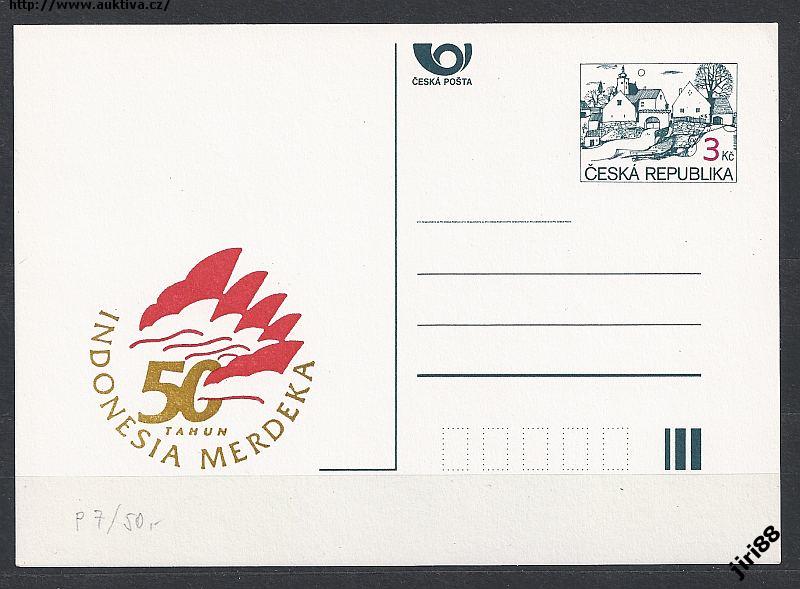 http://www.auktiva.cz/
ČESKÁ POŠTA
3 Kč
ČESKÁ REPUBLIKA
50
TAHUN
INDONESIA MERDEKA
P 7/50,-
jiri88